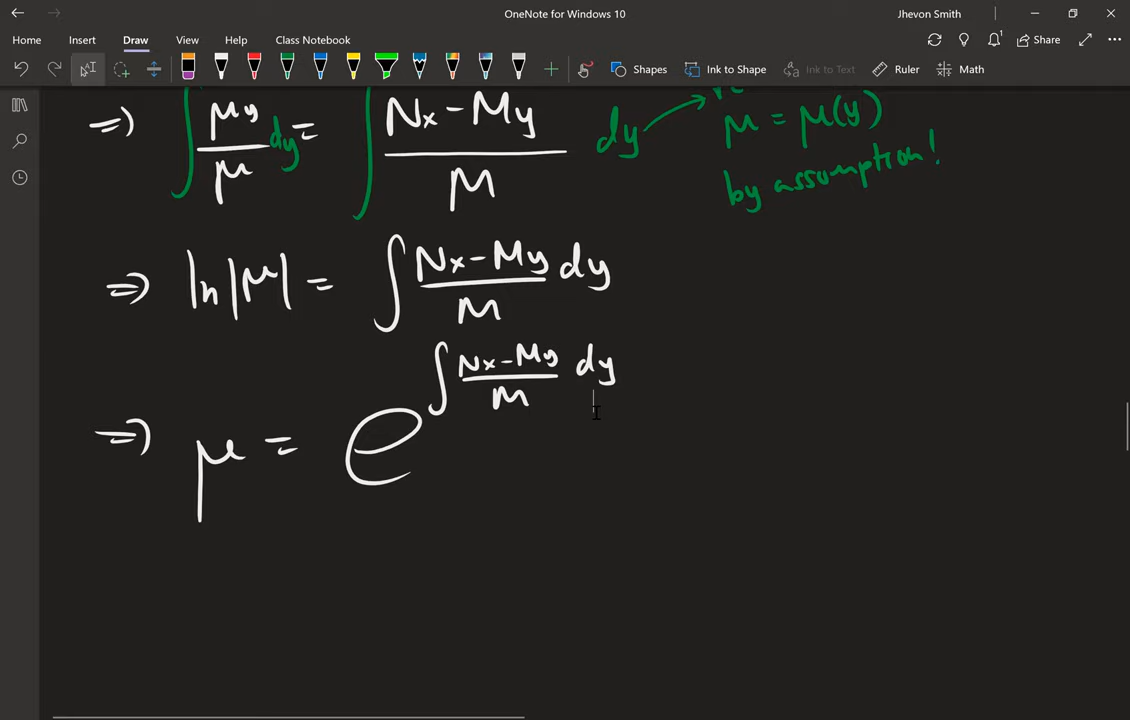 OneNote for Windows 10
Jhevon Smith
Home Insert Draw View Help Class Notebook
1 Share
Shapes Ink to Shape Ink to Text Ruler Math
⇒ ∫ μy/μ dy = ∫ (Nx - My)/M dy → μ = μ(y)
by assumption!
⇒ ln|μ| = ∫ (Nx - My)/M dy
⇒ μ = e^∫ (Nx - My)/M dy